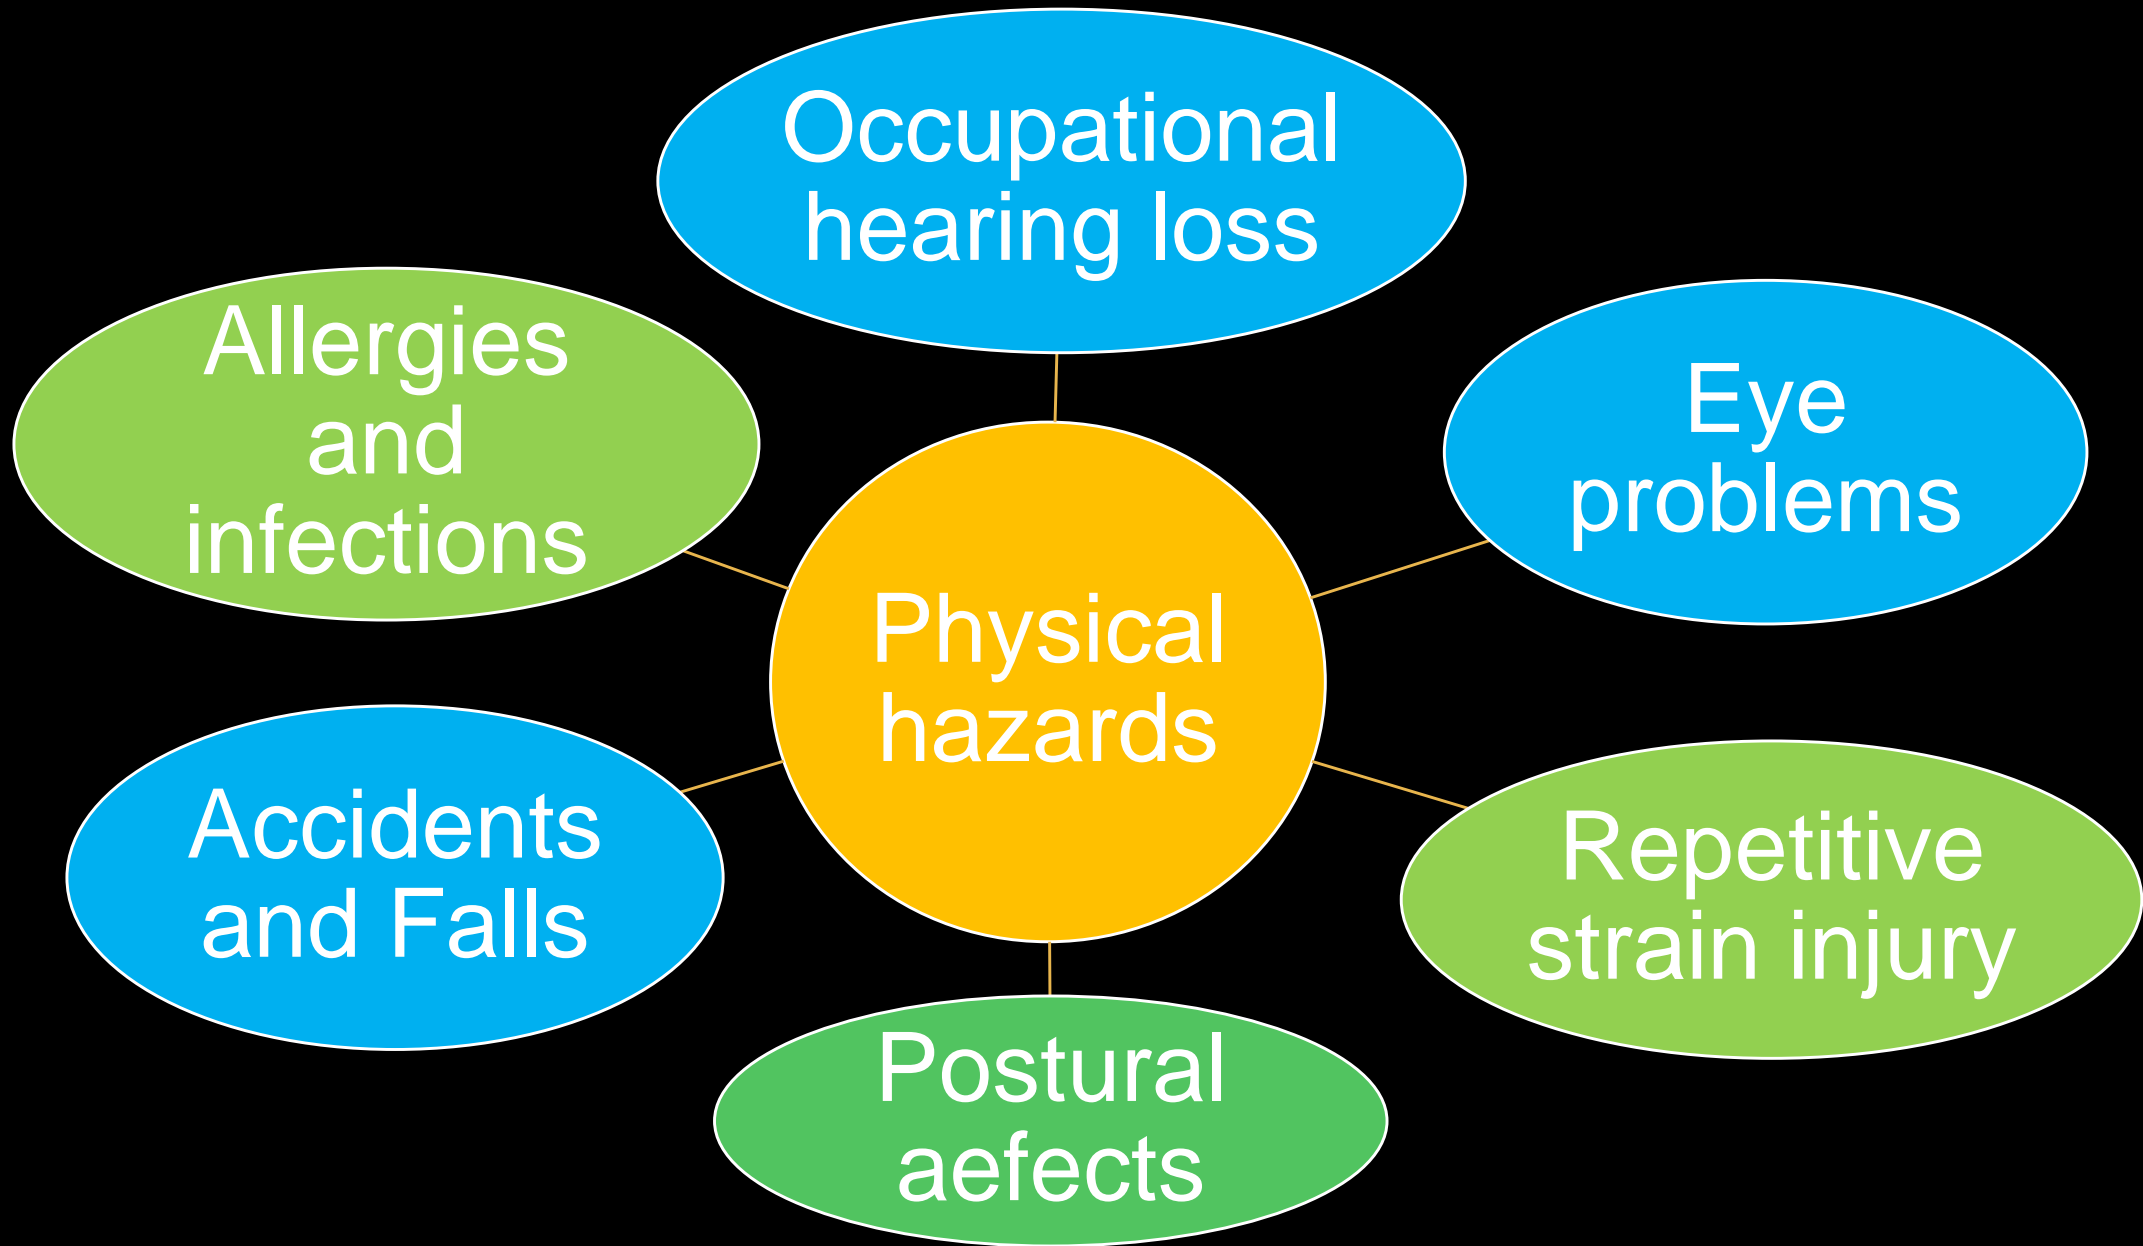 Occupational
hearing loss
Allergies
and
infections
Eye
problems
Physical
hazards
Accidents
and Falls
Repetitive
strain injury
Postural
aefects